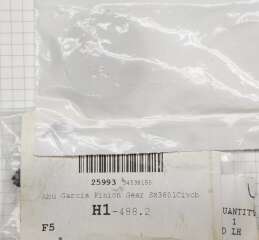 25993
Abu Garcia Pinion Gear
H1-488.2
F5
UANTITY
1
D LH